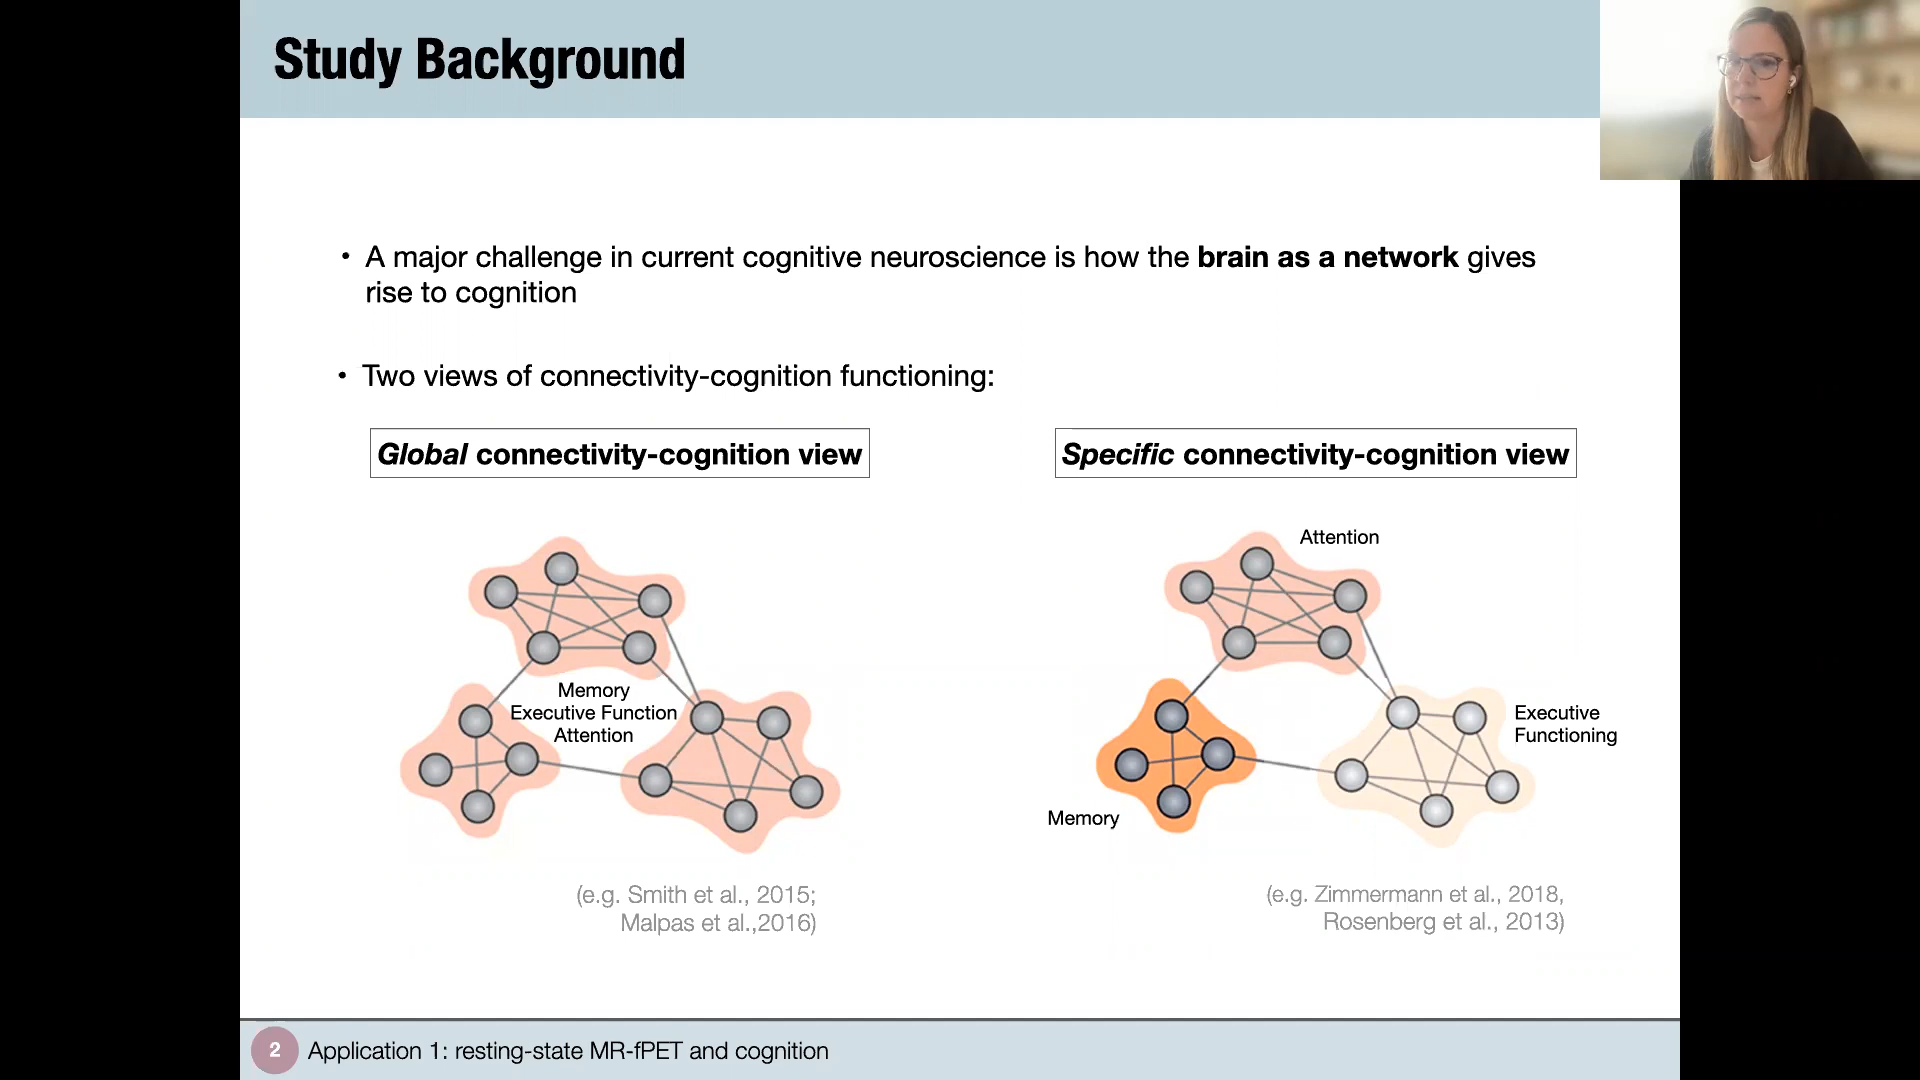 Study Background
• A major challenge in current cognitive neuroscience is how the brain as a network gives
rise to cognition
• Two views of connectivity-cognition functioning:
Global connectivity-cognition view
Memory
Executive Function
Attention
(e.g. Smith et al., 2015;
Malpas et al.,2016)
Specific connectivity-cognition view
Attention
Executive
Functioning
Memory
(e.g. Zimmermann et al., 2018,
Rosenberg et al., 2013)
2 Application 1: resting-state MR-fPET and cognition